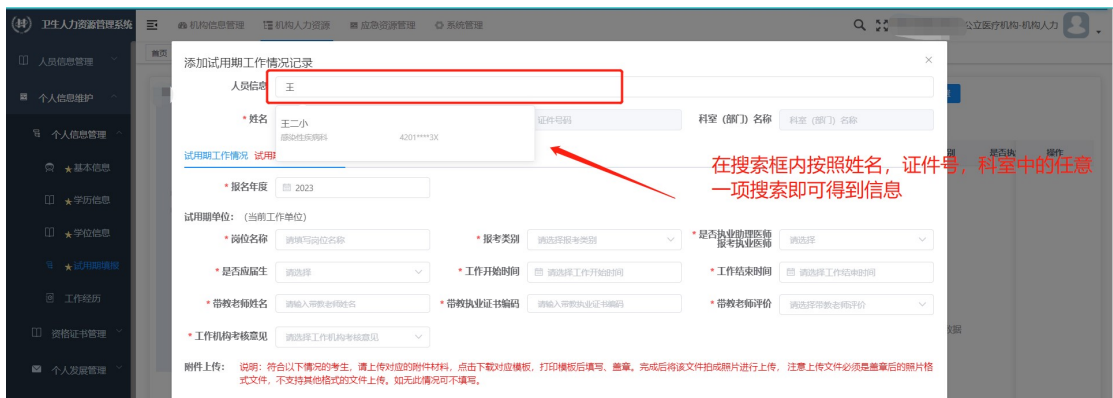 卫生人力资源管理系统
机构信息管理 机构人力资源 应急资源管理 系统管理
公立医疗机构-机构人力
人员信息管理
首页
添加试用期工作情况记录
人员信息 王
个人信息维护
*姓名 王二小 证件号码 科室（部门）名称 科室（部门）名称
感染性疾病科 4201****3X
个人信息管理
试用期工作情况 试用
是否执 操作
在搜索框内按照姓名，证件号，科室中的任意
一项搜索即可得到信息
★基本信息
*报名年度 2023
★学历信息
试用期单位：（当前工作单位）
★学位信息
*岗位名称 请填写岗位名称 *报考类别 请选择报考类别 *是否执业助理医师
报考执业医师 请选择
★试用期填报
*是否应届生 请选择 *工作开始时间 请选择工作开始时间 *工作结束时间 请选择工作结束时间
工作经历
*带教老师姓名 请输入带教老师姓名 *带教执业证书编码 请输入带教执业证书编码 *带教老师评价 请选择带教老师评价
资格证书管理
*工作机构考核意见 请选择工作机构考核意见
数据
个人发展管理
附件上传： 说明：符合以下情况的考生，请上传对应的附件材料，点击下载对应模板，打印模板后填写、盖章。完成后将该文件拍成照片进行上传， 注意上传文件必须是盖章后的照片格
式文件，不支持其他格式的文件上传。如无此情况可不填写。